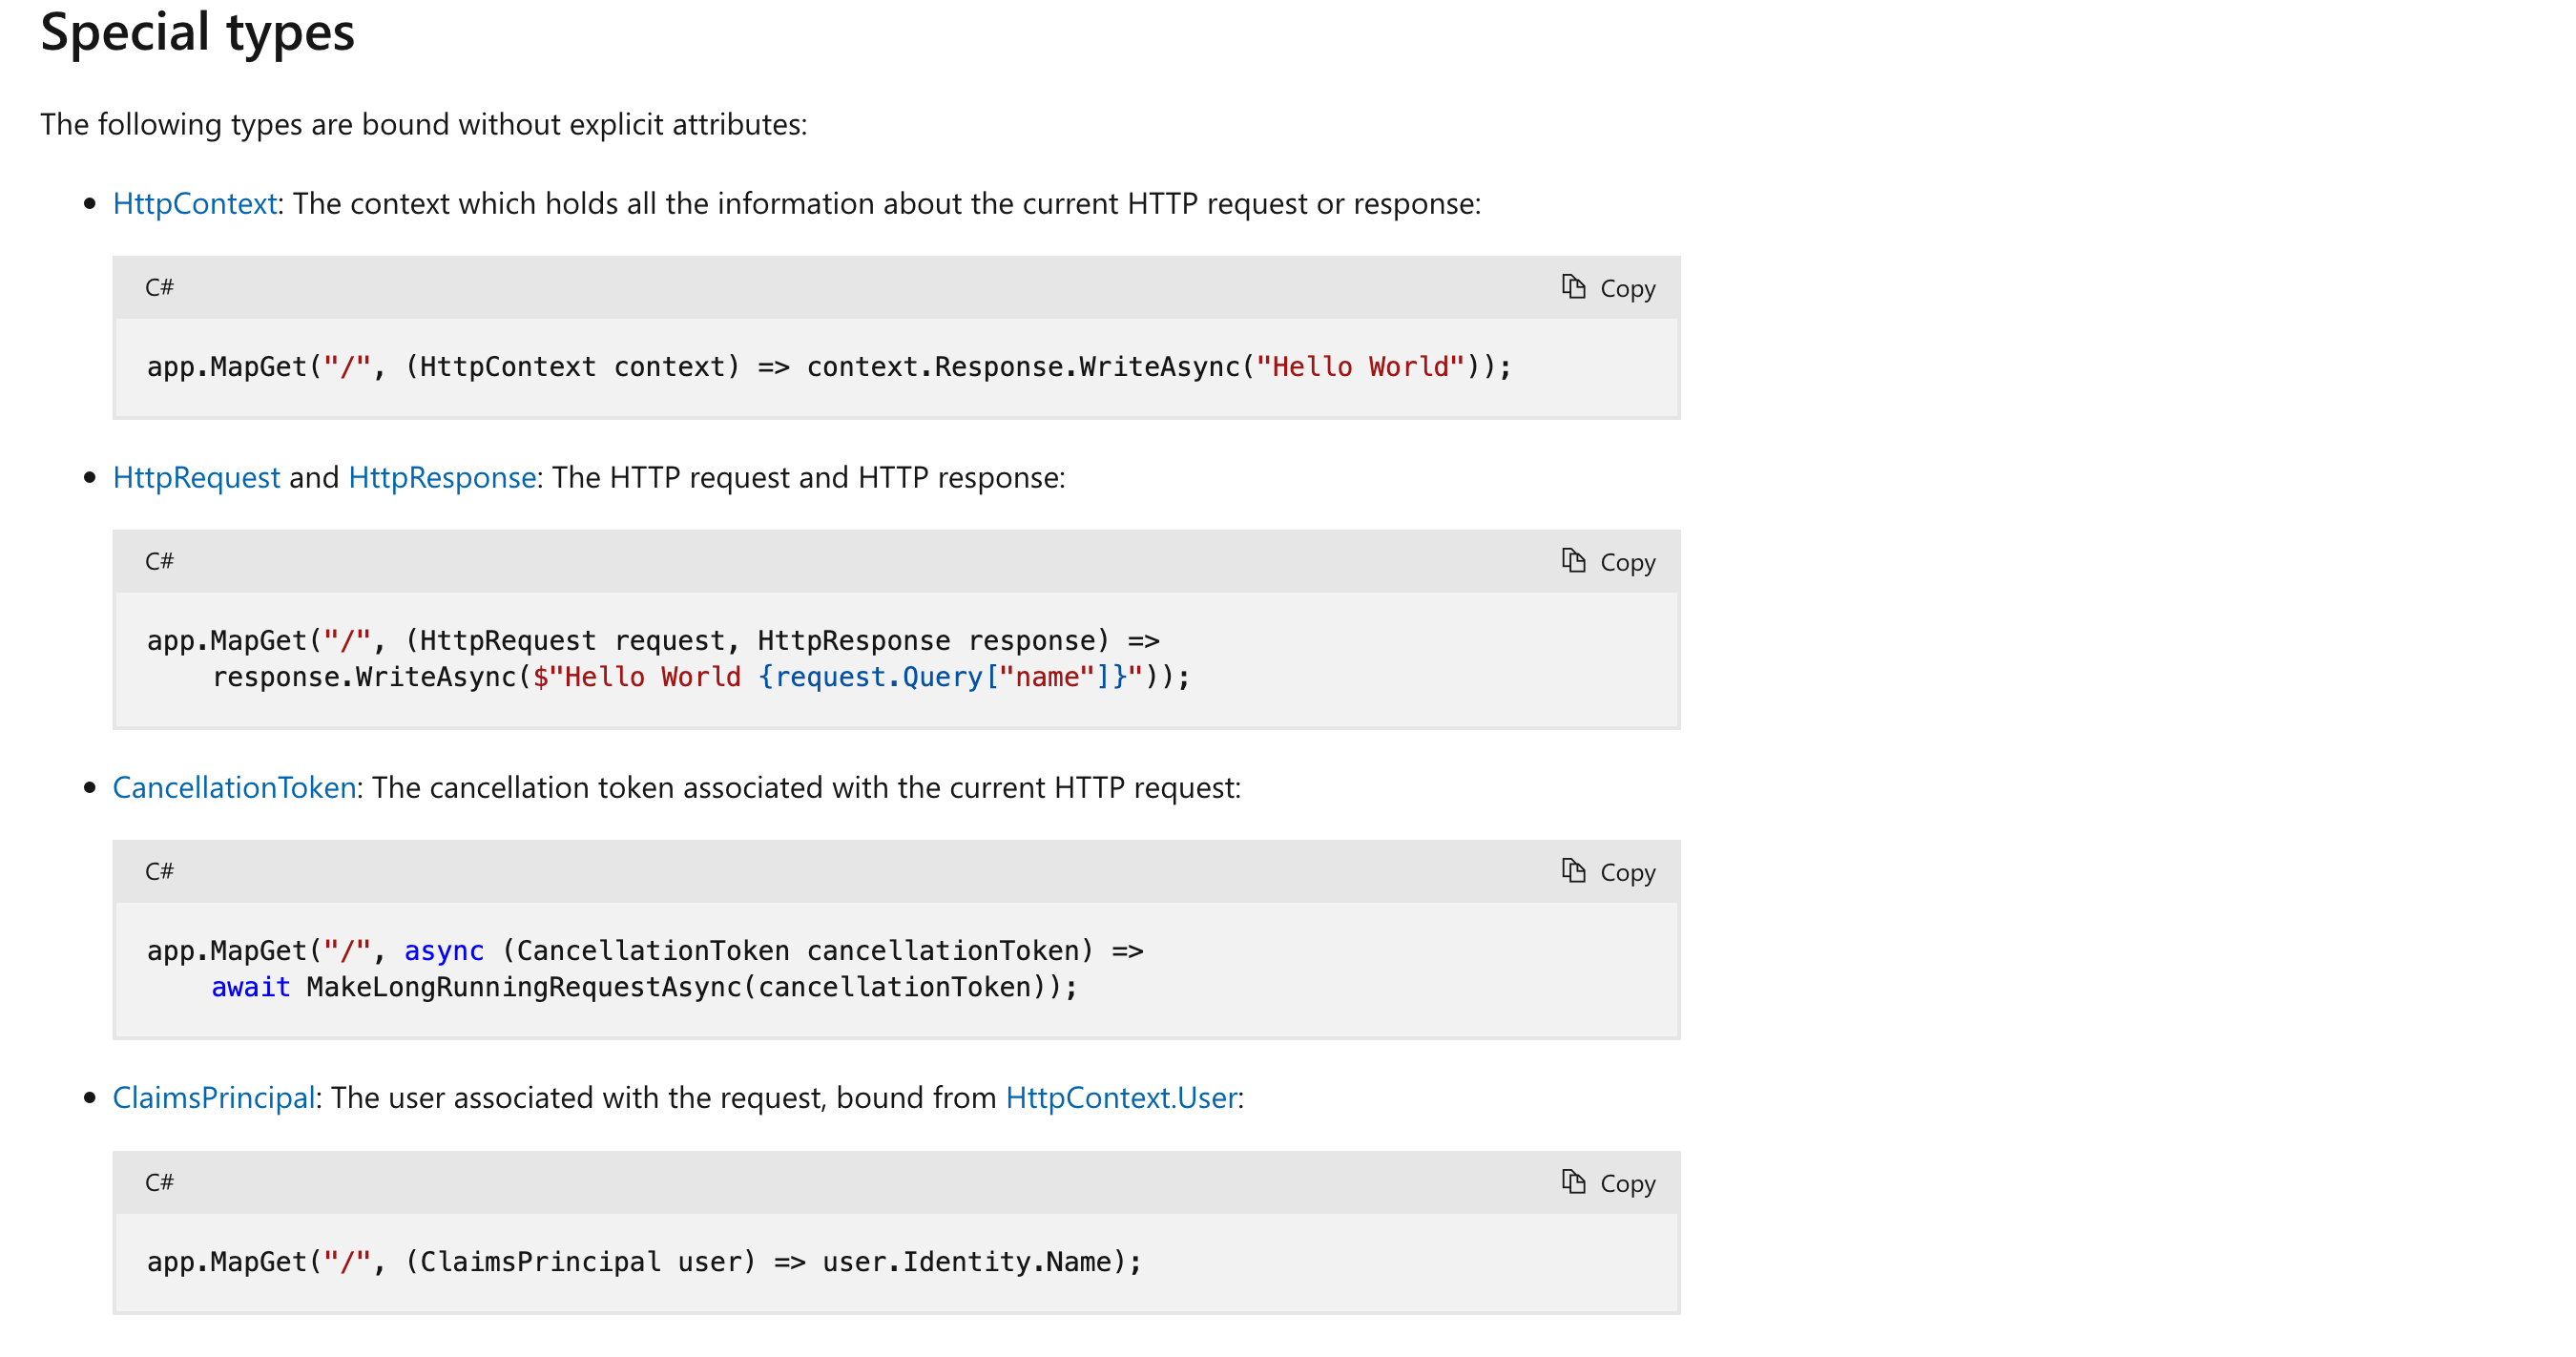 Special types
The following types are bound without explicit attributes:
• HttpContext: The context which holds all the information about the current HTTP request or response:
C# Copy
app.MapGet("/", (HttpContext context) => context.Response.WriteAsync("Hello World"));
• HttpRequest and HttpResponse: The HTTP request and HTTP response:
C# Copy
app.MapGet("/", (HttpRequest request, HttpResponse response) =>
    response.WriteAsync($"Hello World {request.Query["name"]}"));
• CancellationToken: The cancellation token associated with the current HTTP request:
C# Copy
app.MapGet("/", async (CancellationToken cancellationToken) =>
    await MakeLongRunningRequestAsync(cancellationToken));
• ClaimsPrincipal: The user associated with the request, bound from HttpContext.User:
C# Copy
app.MapGet("/", (ClaimsPrincipal user) => user.Identity.Name);